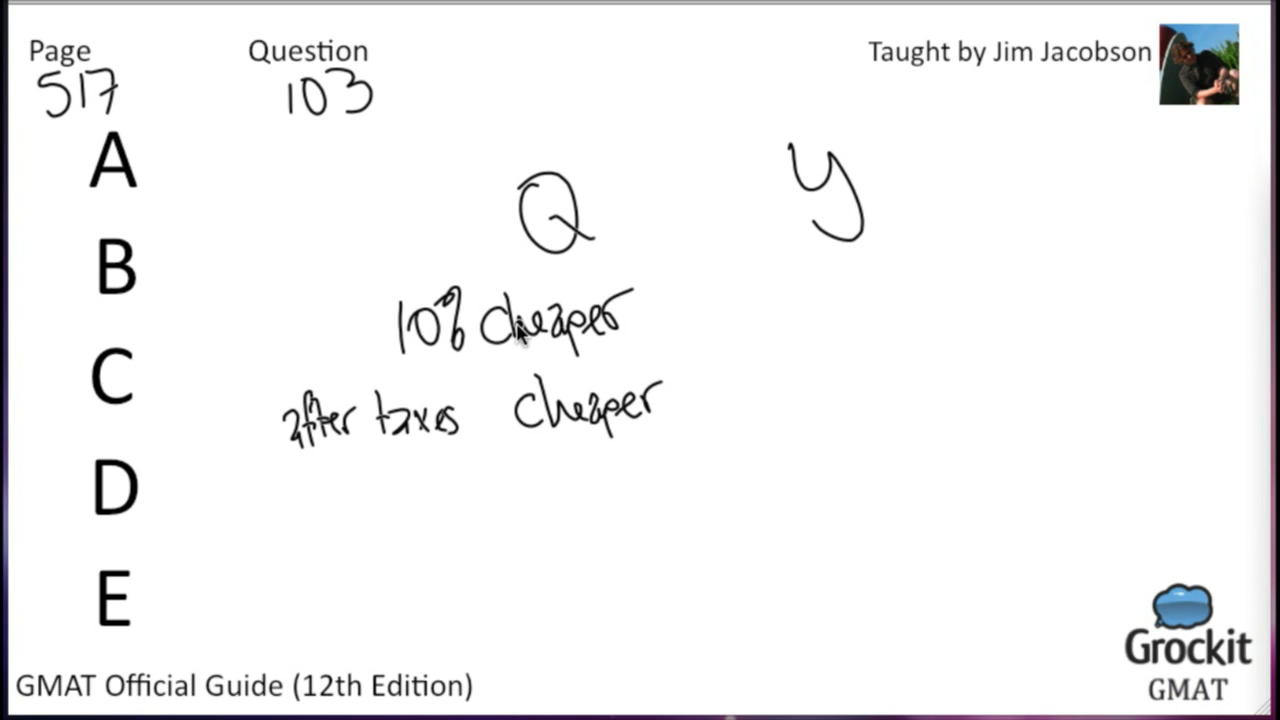 Page Question Taught by Jim Jacobson
517 103
A
B
C
D
E
Q Y
10% cheaper
after taxes cheaper
Grockit
GMAT
GMAT Official Guide (12th Edition)